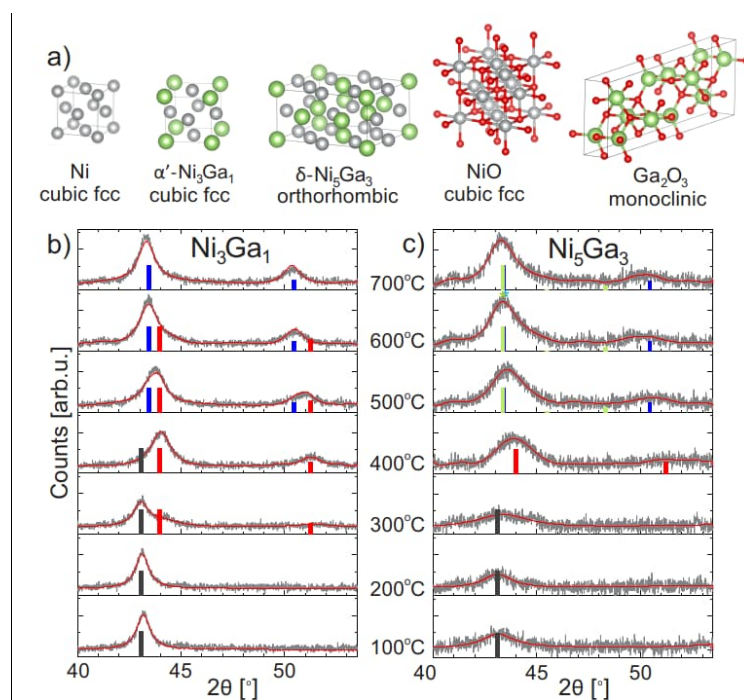 a)
Ni
cubic fcc
α'-Ni₃Ga₁
cubic fcc
δ-Ni₅Ga₃
orthorhombic
NiO
cubic fcc
Ga₂O₃
monoclinic
b) Ni₃Ga₁
c) Ni₅Ga₃
700°C
600°C
500°C
400°C
300°C
200°C
100°C
Counts [arb.u.]
40 45 50
2θ [°]
40 45 50
2θ [°]